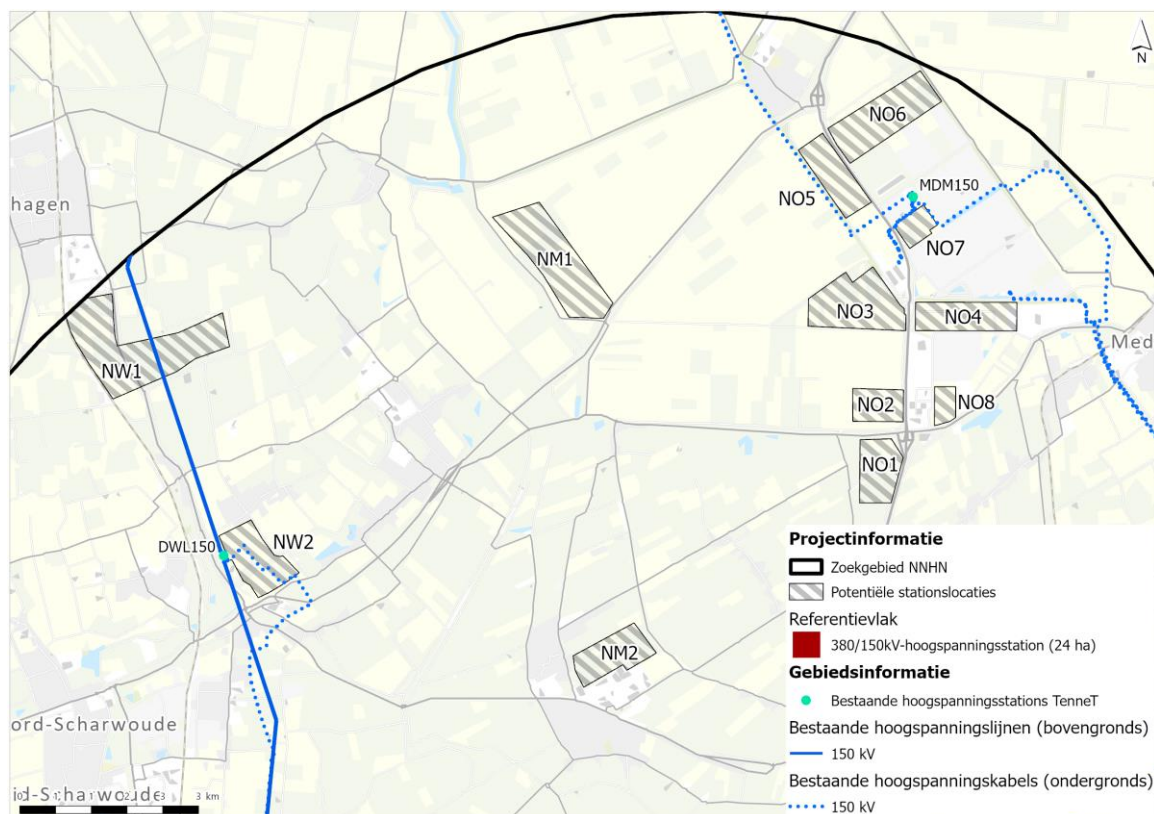 N
NO6
MDM150
NO5
hagen
NO7
NM1
NO3
NO4
Med
NW1
NO2
NO8
NO1
DWL150
NW2
NM2
ord-Scharwoude
id-Scharwoude
3 km
Projectinformatie
Zoekgebied NNHN
Potentiële stationslocaties
Referentievlak
380/150kV-hoogspanningsstation (24 ha)
Gebiedsinformatie
Bestaande hoogspanningsstations TenneT
Bestaande hoogspanningslijnen (bovengronds)
150 kV
Bestaande hoogspanningskabels (ondergronds)
150 kV